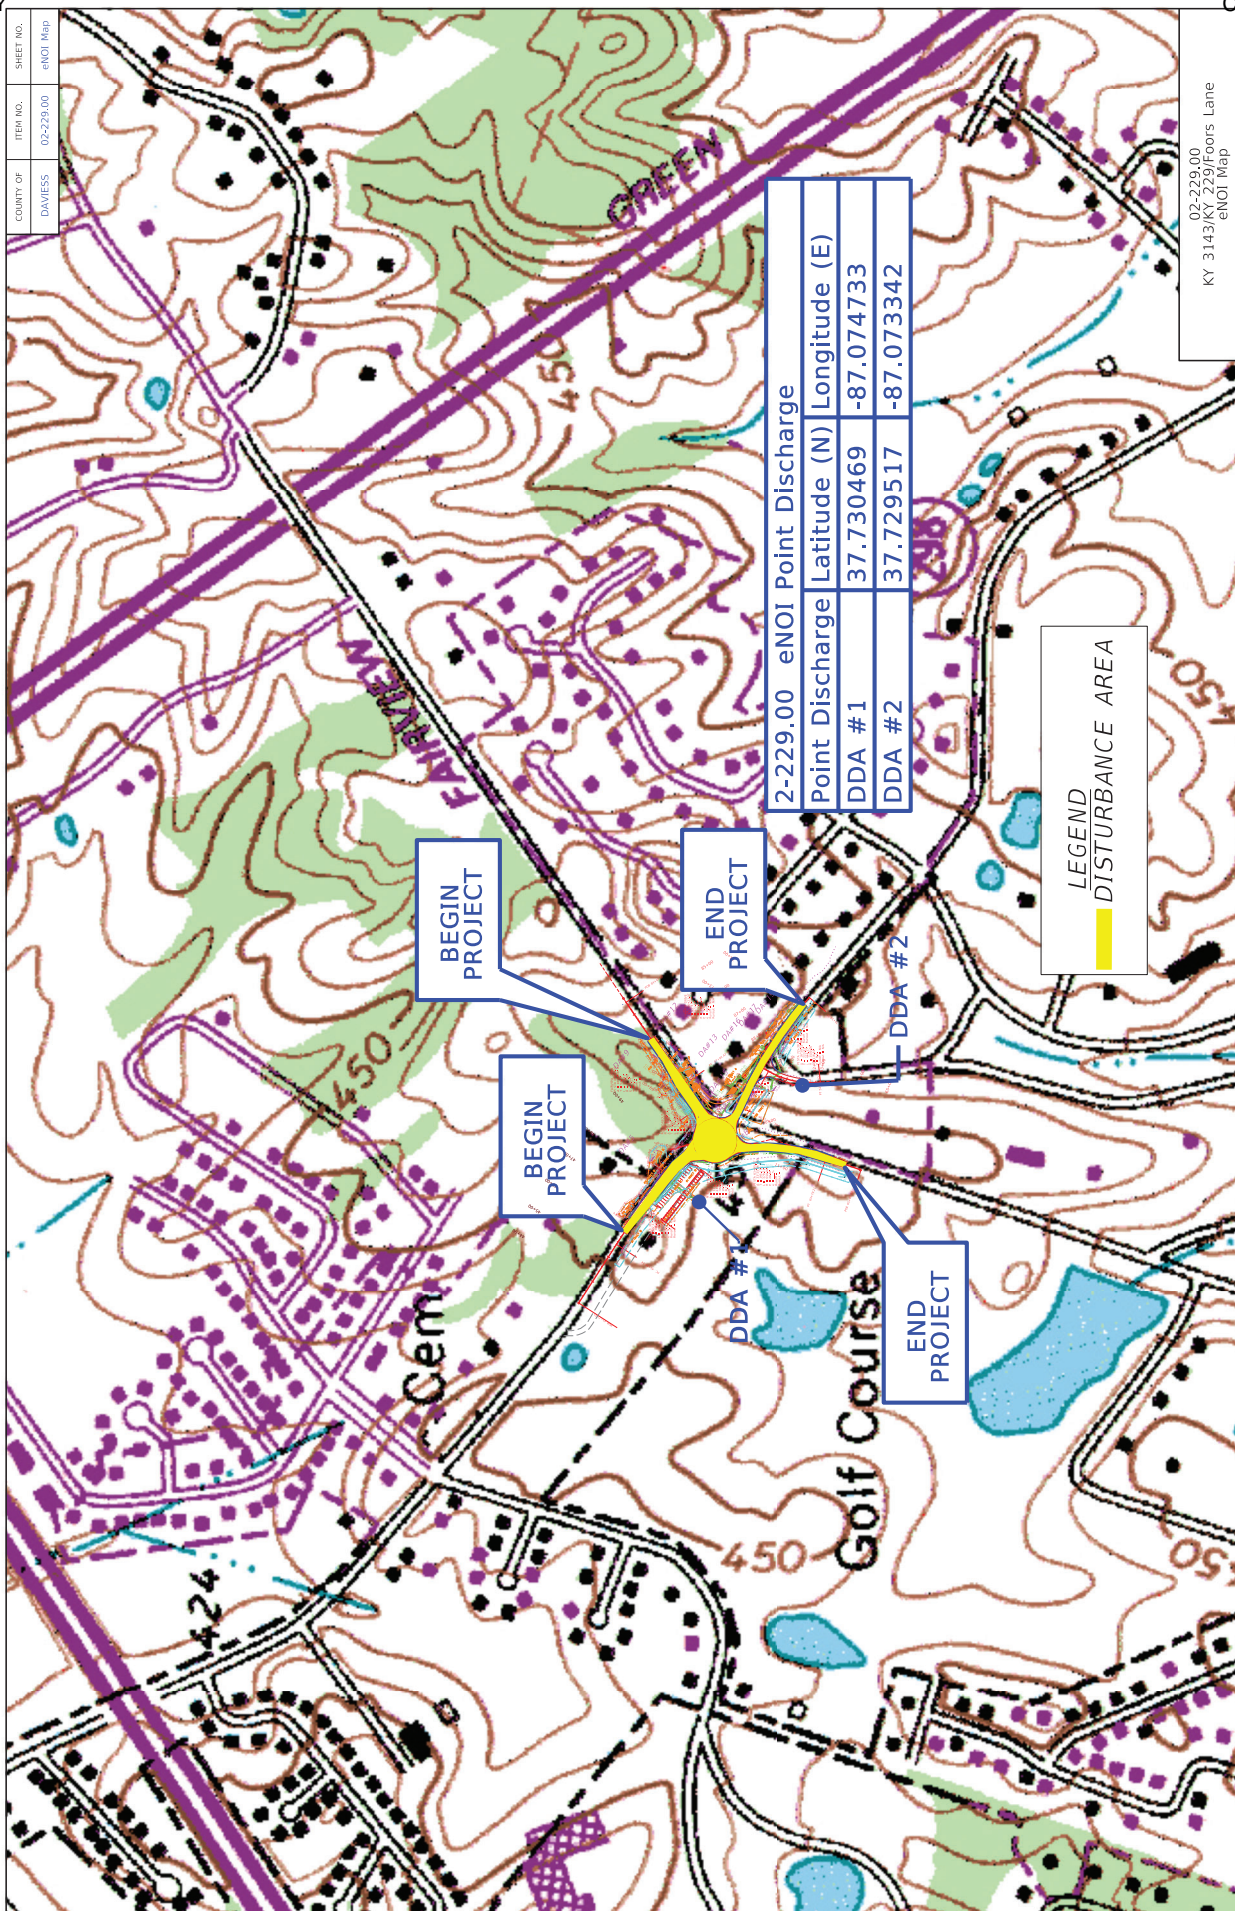 COUNTY OF
ITEM NO.
SHEET NO.
DAVIESS
02-229.00
eNOI Map
GREEN
450
FAIRVIEW
298
450
450
BEGIN
PROJECT
BEGIN
PROJECT
END
PROJECT
END
PROJECT
2-229.00 eNOI Point Discharge
Point Discharge Latitude (N) Longitude (E)
DDA #1 37.730469 -87.074733
DDA #2 37.729517 -87.073342
DDA #2
DDA #1
LEGEND
DISTURBANCE AREA
Cem
Golf Course
424
450
450
02-229.00
KY 3143/KY 229/Foors Lane
eNOI Map